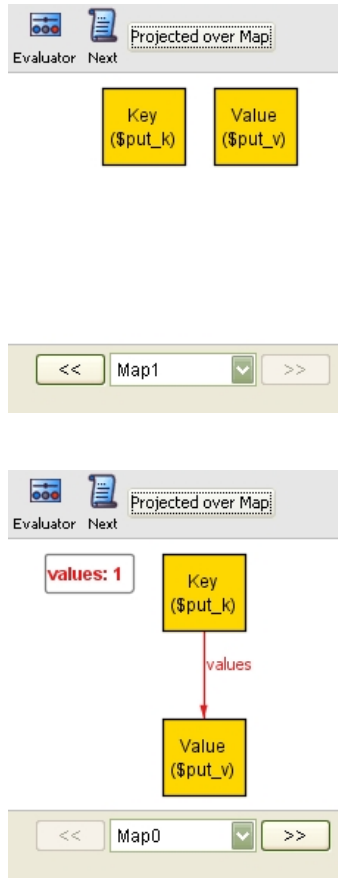 Projected over Map
Evaluator Next
Key
($put_k)
Value
($put_v)
<< Map1 >>
Projected over Map
Evaluator Next
values: 1
Key
($put_k)
values
Value
($put_v)
<< Map0 >>